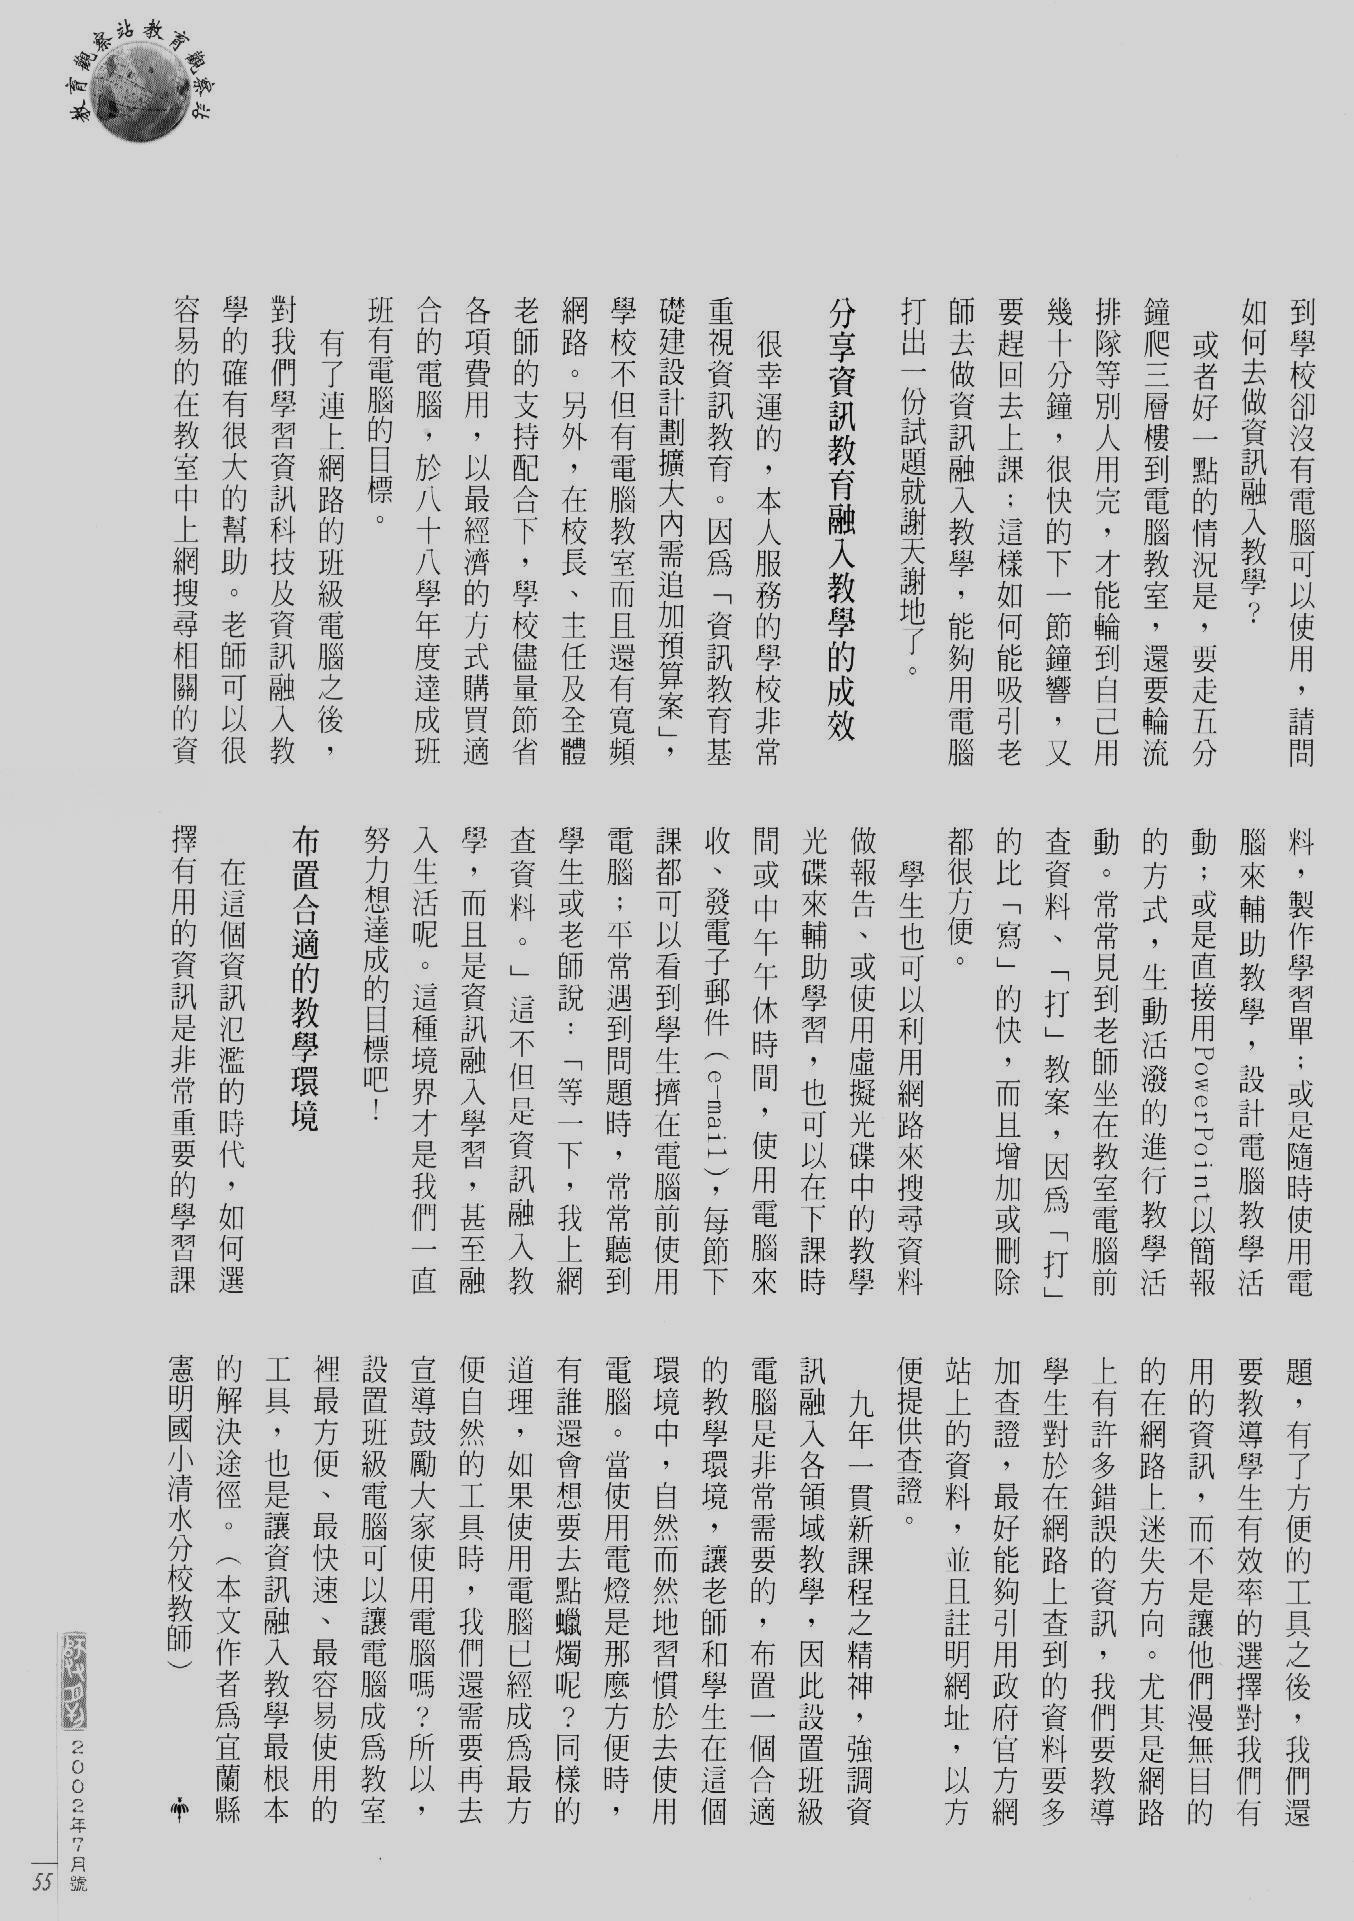 教育觀察站教育觀察站
到學校卻沒有電腦可以使用，請問
如何去做資訊融入教學？
或者好一點的情況是，要走五分
鐘爬三層樓到電腦教室，還要輪流
排隊等別人用完，才能輪到自己用
幾十分鐘，很快的下一節鐘響，又
要趕回去上課；這樣如何能吸引老
師去做資訊融入教學，能夠用電腦
打出一份試題就謝天謝地了。
分享資訊教育融入教學的成效
很幸運的，本人服務的學校非常
重視資訊教育。因為「資訊教育基
礎建設計劃擴大內需追加預算案」，
學校不但有電腦教室而且還有寬頻
網路。另外，在校長、主任及全體
老師的支持配合下，學校儘量節省
各項費用，以最經濟的方式購買適
合的電腦，於八十八學年度達成班
班有電腦的目標。
有了連上網路的班級電腦之後，
對我們學習資訊科技及資訊融入教
學的確有很大的幫助。老師可以很
容易的在教室中上網搜尋相關的資
料，製作學習單；或是隨時使用電
腦來輔助教學，設計電腦教學活
動；或是直接用PowerPoint以簡報
的方式，生動活潑的進行教學活
動。常常見到老師坐在教室電腦前
查資料、「打」教案，因為「打」
的比「寫」的快，而且增加或刪除
都很方便。
學生也可以利用網路來搜尋資料
做報告、或使用虛擬光碟中的教學
光碟來輔助學習，也可以在下課時
間或中午午休時間，使用電腦來
收、發電子郵件（e-mail），每節下
課都可以看到學生擠在電腦前使用
電腦；平常遇到問題時，常常聽到
學生或老師說：「等一下，我上網
查資料。」這不但是資訊融入教
學，而且是資訊融入學習，甚至融
入生活呢。這種境界才是我們一直
努力想達成的目標吧！
布置合適的教學環境
在這個資訊氾濫的時代，如何選
擇有用的資訊是非常重要的學習課
題，有了方便的工具之後，我們還
要教導學生有效率的選擇對我們有
用的資訊，而不是讓他們漫無目的
的在網路上迷失方向。尤其是網路
上有許多錯誤的資訊，我們要教導
學生對於在網路上查到的資料要多
加查證，最好能夠引用政府官方網
站上的資料，並且註明網址，以方
便提供查證。
九年一貫新課程之精神，強調資
訊融入各領域教學，因此設置班級
電腦是非常需要的，布置一個合適
的教學環境，讓老師和學生在這個
環境中，自然而然地習慣於去使用
電腦。當使用電燈是那麼方便時，
有誰還會想要去點蠟燭呢？同樣的
道理，如果使用電腦已經成為最方
便自然的工具時，我們還需要再去
宣導鼓勵大家使用電腦嗎？所以，
設置班級電腦可以讓電腦成為教室
裡最方便、最快速、最容易使用的
工具，也是讓資訊融入教學最根本
的解決途徑。（本文作者為宜蘭縣
憲明國小清水分校教師）
2002年7月號
55